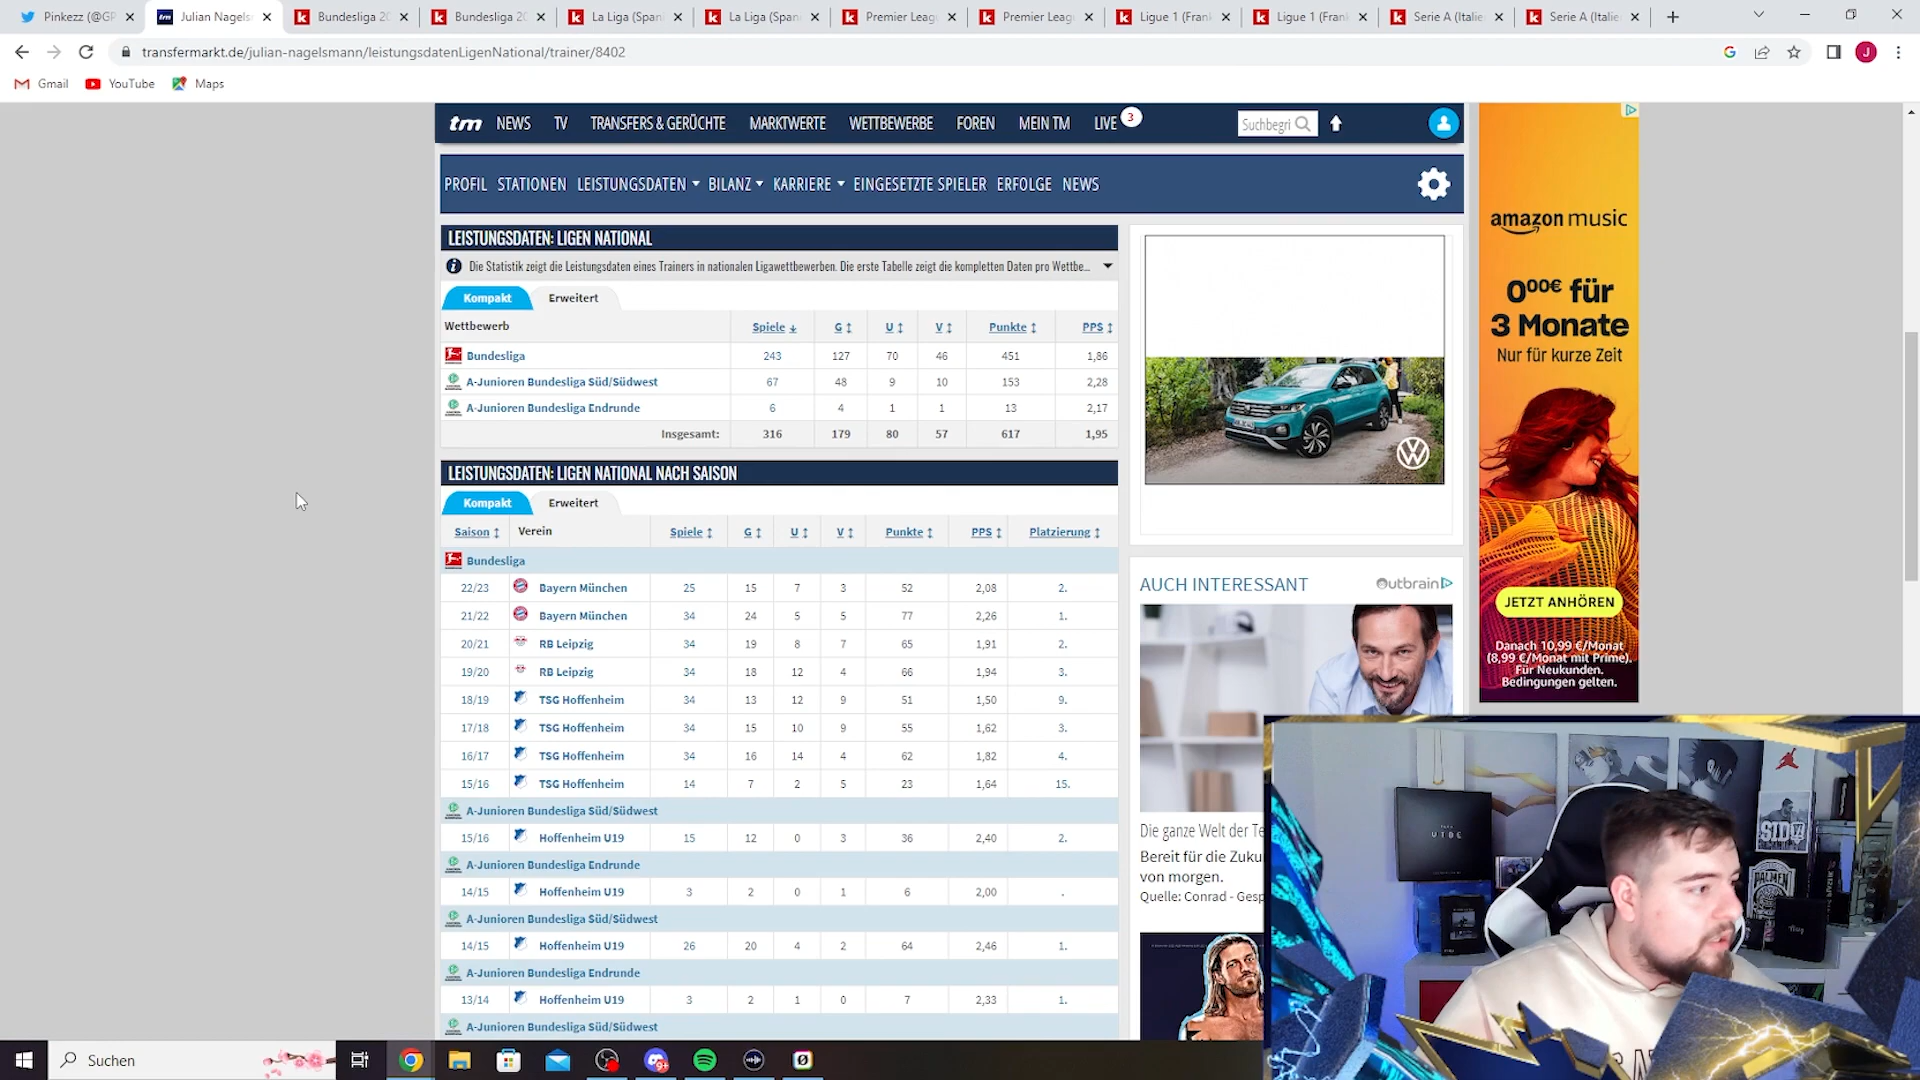 Pinkezz (@GP
Julian Nagels
Bundesliga 20
Bundesliga 20
La Liga (Span
La Liga (Span
Premier Leag
Premier Leag
Ligue 1 (Frank
Ligue 1 (Frank
Serie A (Italie
Serie A (Italie
transfermarkt.de/julian-nagelsmann/leistungsdatenLigenNational/trainer/8402
J
Gmail
YouTube
Maps
tm NEWS TV TRANSFERS & GERÜCHTE MARKTWERTE WETTBEWERBE FOREN MEIN TM LIVE 3 Suchbegri
PROFIL STATIONEN LEISTUNGSDATEN BILANZ KARRIERE EINGESETZTE SPIELER ERFOLGE NEWS
LEISTUNGSDATEN: LIGEN NATIONAL
Die Statistik zeigt die Leistungsdaten eines Trainers in nationalen Ligawettbewerben. Die erste Tabelle zeigt die kompletten Daten pro Wettbe...
Kompakt Erweitert
Wettbewerb Spiele G U V Punkte PPS
Bundesliga 243 127 70 46 451 1,86
A-Junioren Bundesliga Süd/Südwest 67 48 9 10 153 2,28
A-Junioren Bundesliga Endrunde 6 4 1 1 13 2,17
Insgesamt: 316 179 80 57 617 1,95
LEISTUNGSDATEN: LIGEN NATIONAL NACH SAISON
Kompakt Erweitert
Saison Verein Spiele G U V Punkte PPS Platzierung
Bundesliga
22/23 Bayern München 25 15 7 3 52 2,08 2.
21/22 Bayern München 34 24 5 5 77 2,26 1.
20/21 RB Leipzig 34 19 8 7 65 1,91 2.
19/20 RB Leipzig 34 18 12 4 66 1,94 3.
18/19 TSG Hoffenheim 34 13 12 9 51 1,50 9.
17/18 TSG Hoffenheim 34 15 10 9 55 1,62 3.
16/17 TSG Hoffenheim 34 16 14 4 62 1,82 4.
15/16 TSG Hoffenheim 14 7 2 5 23 1,64 15.
A-Junioren Bundesliga Süd/Südwest
15/16 Hoffenheim U19 15 12 0 3 36 2,40 2.
A-Junioren Bundesliga Endrunde
14/15 Hoffenheim U19 3 2 0 1 6 2,00 .
A-Junioren Bundesliga Süd/Südwest
14/15 Hoffenheim U19 26 20 4 2 64 2,46 1.
A-Junioren Bundesliga Endrunde
13/14 Hoffenheim U19 3 2 1 0 7 2,33 1.
A-Junioren Bundesliga Süd/Südwest
AUCH INTERESSANT
Outbrain
Die ganze Welt der Te
Bereit für die Zuku
von morgen.
Quelle: Conrad - Gesp
amazon music
0⁰⁰€ für
3 Monate
Nur für kurze Zeit
JETZT ANHÖREN
Danach 10,99 €/Monat
(8,99 €/Monat mit Prime).
Für Neukunden.
Bedingungen gelten.
UTBE
SIDO
PALMEN
Suchen
9+